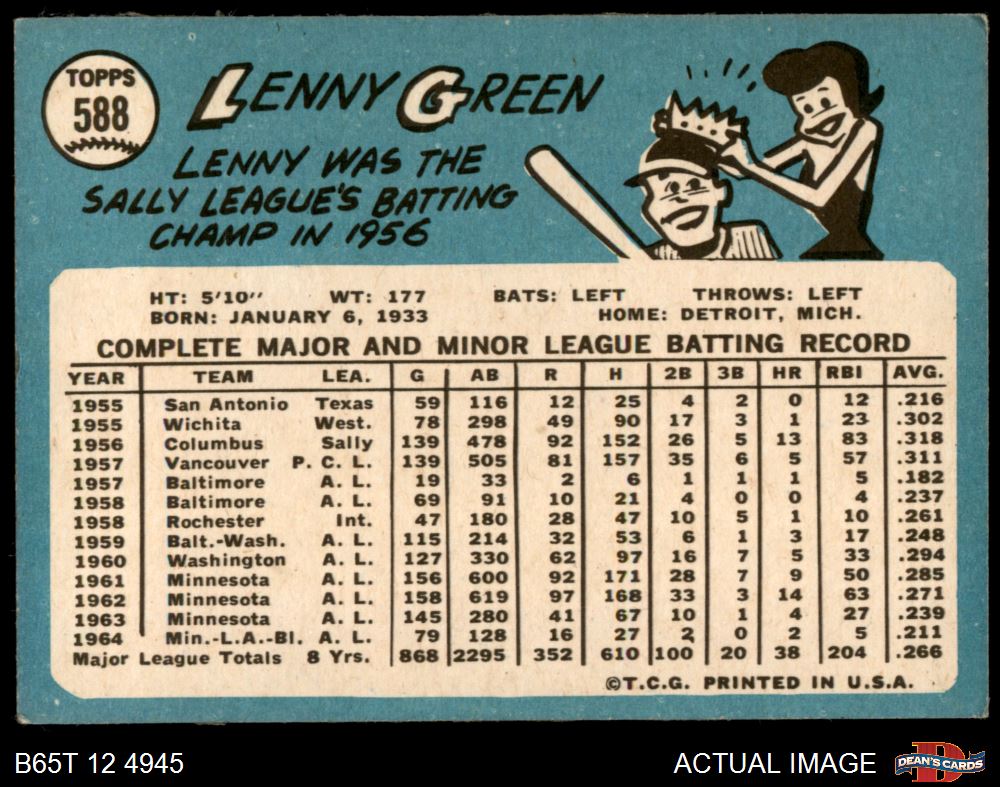 TOPPS
588
LENNY GREEN
LENNY WAS THE
SALLY LEAGUE'S BATTING
CHAMP IN 1956
HT: 5'10" WT: 177 BATS: LEFT THROWS: LEFT
BORN: JANUARY 6, 1933 HOME: DETROIT, MICH.
COMPLETE MAJOR AND MINOR LEAGUE BATTING RECORD
YEAR TEAM LEA. G AB R H 2B 3B HR RBI AVG.
1955 San Antonio Texas 59 116 12 25 4 2 0 12 .216
1955 Wichita West. 78 298 49 90 17 3 1 23 .302
1956 Columbus Sally 139 478 92 152 26 5 13 83 .318
1957 Vancouver P. C. L. 139 505 81 157 35 6 5 57 .311
1957 Baltimore A. L. 19 33 2 6 1 1 1 5 .182
1958 Baltimore A. L. 69 91 10 21 4 0 0 4 .237
1958 Rochester Int. 47 180 28 47 10 5 1 10 .261
1959 Balt.-Wash. A. L. 115 214 32 53 6 1 3 17 .248
1960 Washington A. L. 127 330 62 97 16 7 5 33 .294
1961 Minnesota A. L. 156 600 92 171 28 7 9 50 .285
1962 Minnesota A. L. 158 619 97 168 33 3 14 63 .271
1963 Minnesota A. L. 145 280 41 67 10 1 4 27 .239
1964 Min.-L.A.-Bl. A. L. 79 128 16 27 2 0 2 5 .211
Major League Totals 8 Yrs. 868 2295 352 610 100 20 38 204 .266
©T.C.G. PRINTED IN U.S.A.
B65T 12 4945 ACTUAL IMAGE D DEAN'S CARDS